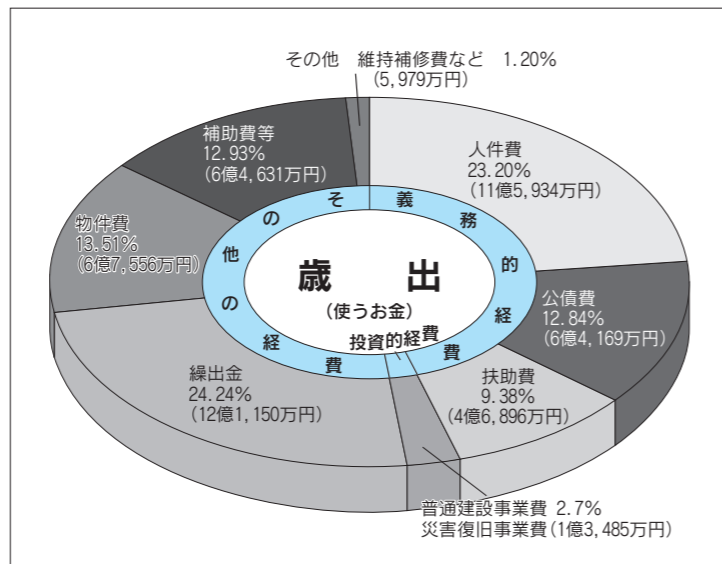 その他 維持補修費など 1.20%
(5,979万円)
人件費
23.20%
(11億5,934万円)
公債費
12.84%
(6億4,169万円)
扶助費
9.38%
(4億6,896万円)
普通建設事業費 2.7%
災害復旧事業費(1億3,485万円)
繰出金
24.24%
(12億1,150万円)
物件費
13.51%
(6億7,556万円)
補助費等
12.93%
(6億4,631万円)
義務的経費
投資的経費
その他の経費
歳出
(使うお金)